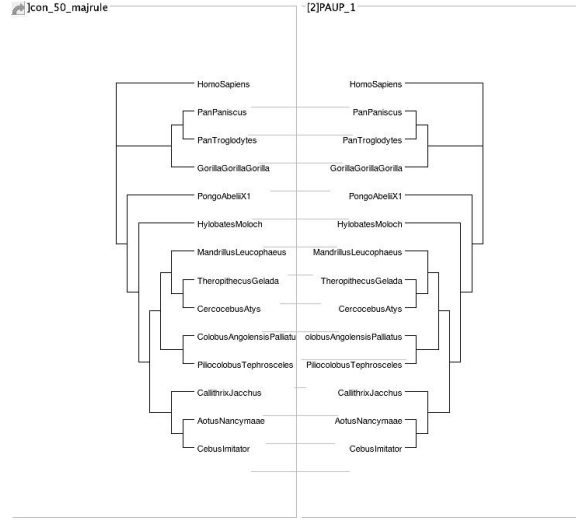 ]con_50_majrule
[2]PAUP_1
HomoSapiens HomoSapiens
PanPaniscus PanPaniscus
PanTroglodytes PanTroglodytes
GorillaGorillaGorilla GorillaGorillaGorilla
PongoAbeliiX1 PongoAbeliiX1
HylobatesMoloch HylobatesMoloch
MandrillusLeucophaeus MandrillusLeucophaeus
TheropithecusGelada TheropithecusGelada
CercocebusAtys CercocebusAtys
ColobusAngolensisPalliatu olobusAngolensisPalliatus
PiliocolobusTephrosceles PiliocolobusTephrosceles
CallithrixJacchus CallithrixJacchus
AotusNancymaae AotusNancymaae
CebusImitator CebusImitator